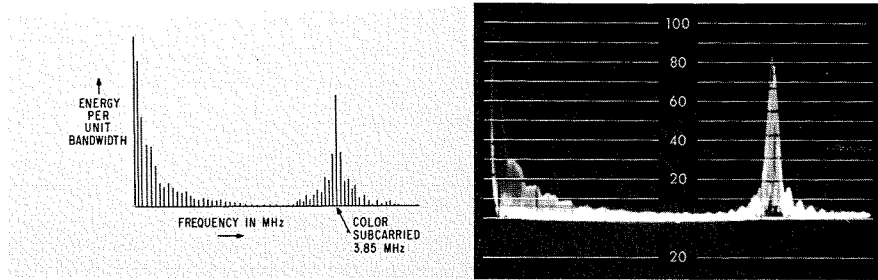 ENERGY
PER
UNIT
BANDWIDTH
FREQUENCY IN MHz
COLOR
SUBCARRIED
3.85 MHz
100
80
60
40
20
20